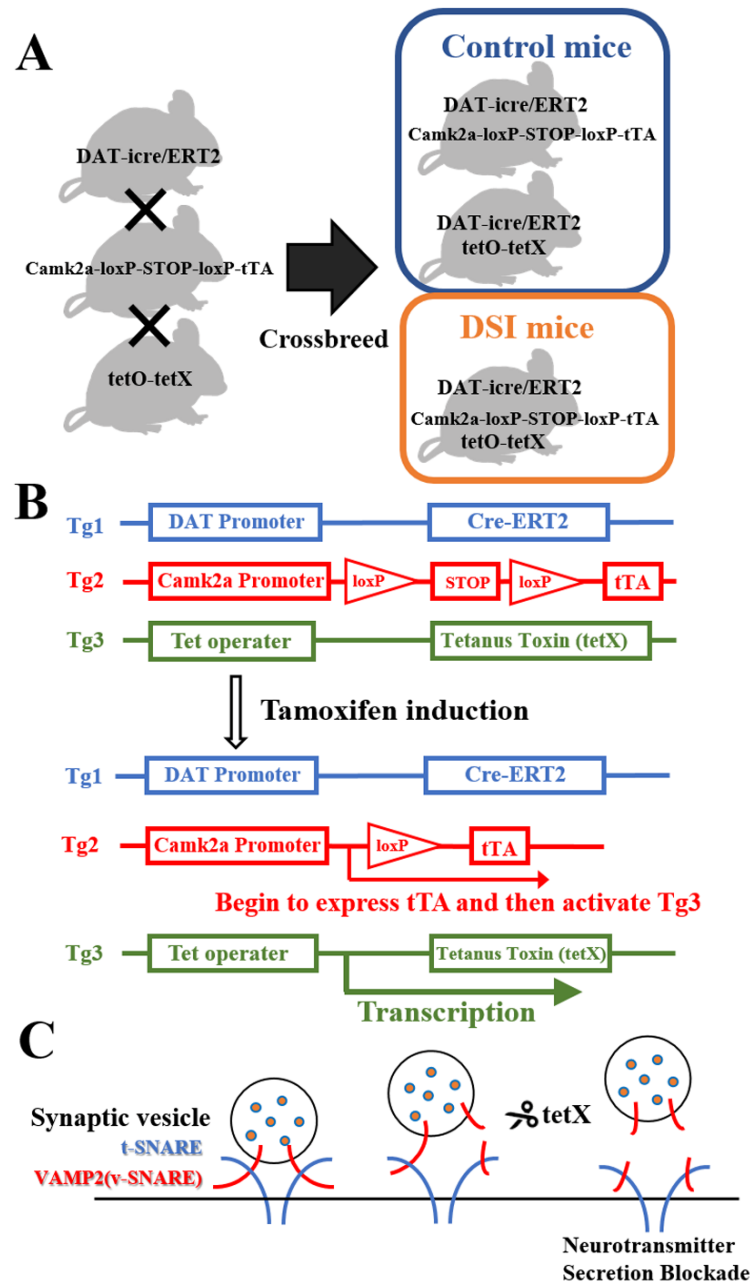 A
DAT-icre/ERT2
Camk2a-loxP-STOP-loxP-tTA
tetO-tetX
Crossbreed
Control mice
DAT-icre/ERT2
Camk2a-loxP-STOP-loxP-tTA
DAT-icre/ERT2
tetO-tetX
DSI mice
DAT-icre/ERT2
Camk2a-loxP-STOP-loxP-tTA
tetO-tetX
B
Tg1 DAT Promoter Cre-ERT2
Tg2 Camk2a Promoter loxP STOP loxP tTA
Tg3 Tet operater Tetanus Toxin (tetX)
Tamoxifen induction
Tg1 DAT Promoter Cre-ERT2
Tg2 Camk2a Promoter loxP tTA
Begin to express tTA and then activate Tg3
Tg3 Tet operater Tetanus Toxin (tetX)
Transcription
C
Synaptic vesicle
t-SNARE
VAMP2(v-SNARE)
tetX
Neurotransmitter
Secretion Blockade